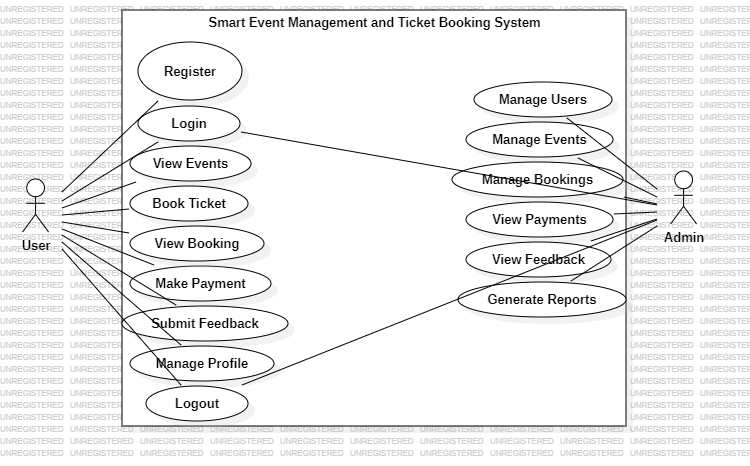 Smart Event Management and Ticket Booking System
Register
Login
View Events
Book Ticket
View Booking
Make Payment
Submit Feedback
Manage Profile
Logout
Manage Users
Manage Events
Manage Bookings
View Payments
View Feedback
Generate Reports
User
Admin
UNREGISTERED